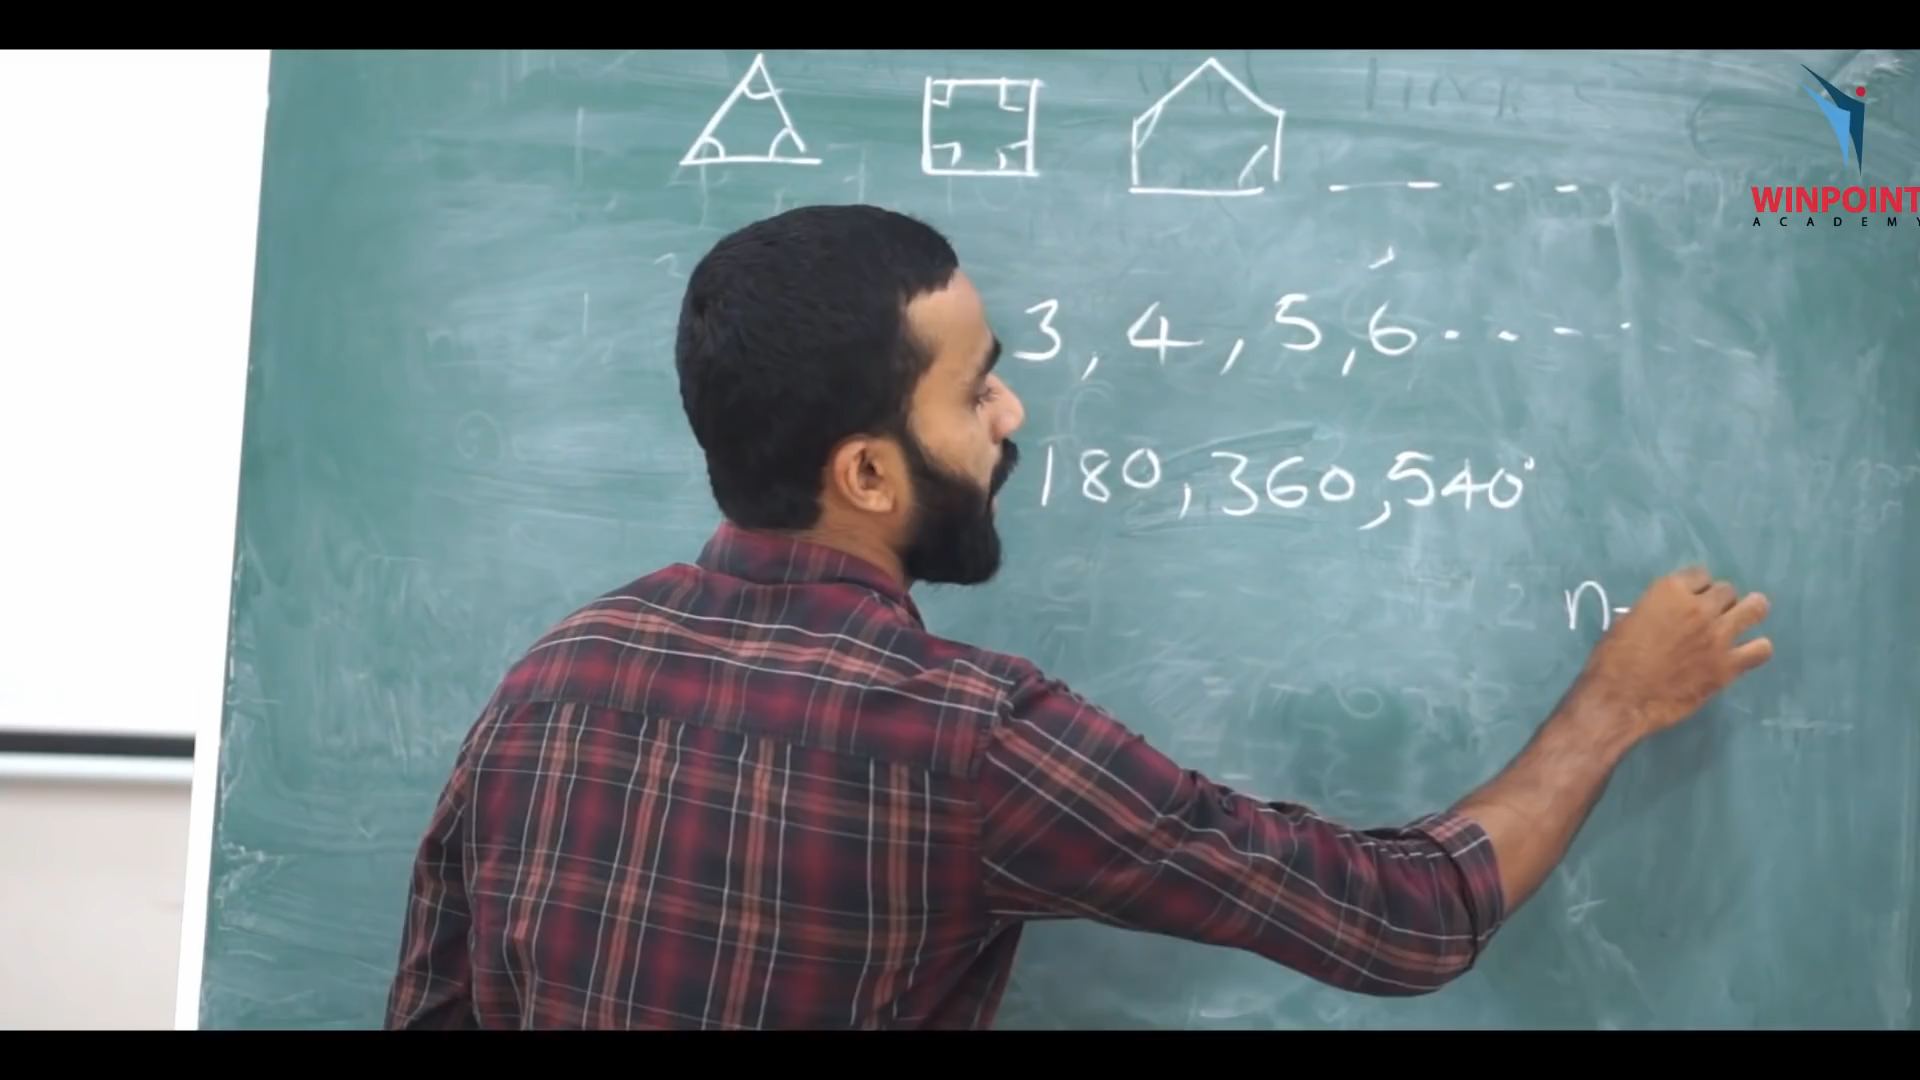 WINPOINT
ACADEMY
3, 4, 5, 6 . - - - .
180, 360, 540°
n-